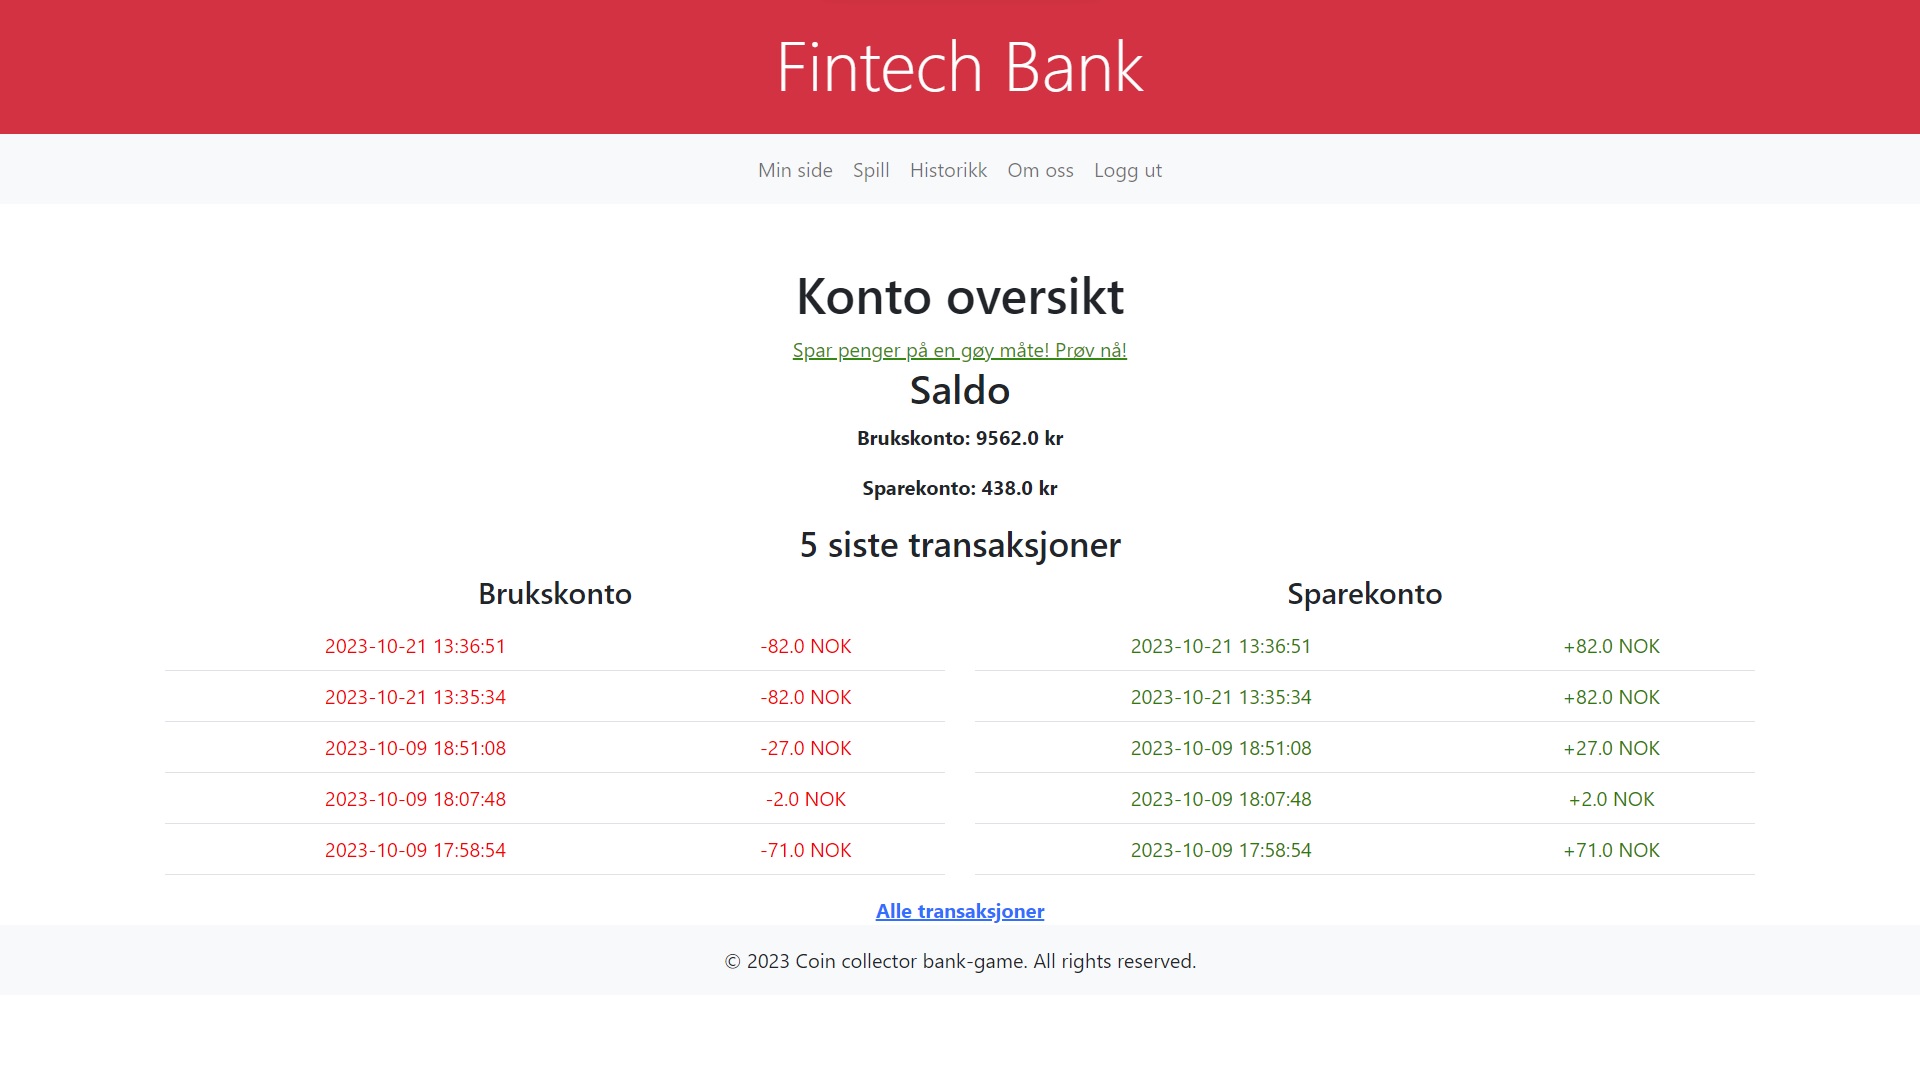 Fintech Bank
Min side Spill Historikk Om oss Logg ut
Konto oversikt
Spar penger på en gøy måte! Prøv nå!
Saldo
Brukskonto: 9562.0 kr
Sparekonto: 438.0 kr
5 siste transaksjoner
Brukskonto
2023-10-21 13:36:51 -82.0 NOK
2023-10-21 13:35:34 -82.0 NOK
2023-10-09 18:51:08 -27.0 NOK
2023-10-09 18:07:48 -2.0 NOK
2023-10-09 17:58:54 -71.0 NOK
Sparekonto
2023-10-21 13:36:51 +82.0 NOK
2023-10-21 13:35:34 +82.0 NOK
2023-10-09 18:51:08 +27.0 NOK
2023-10-09 18:07:48 +2.0 NOK
2023-10-09 17:58:54 +71.0 NOK
Alle transaksjoner
© 2023 Coin collector bank-game. All rights reserved.